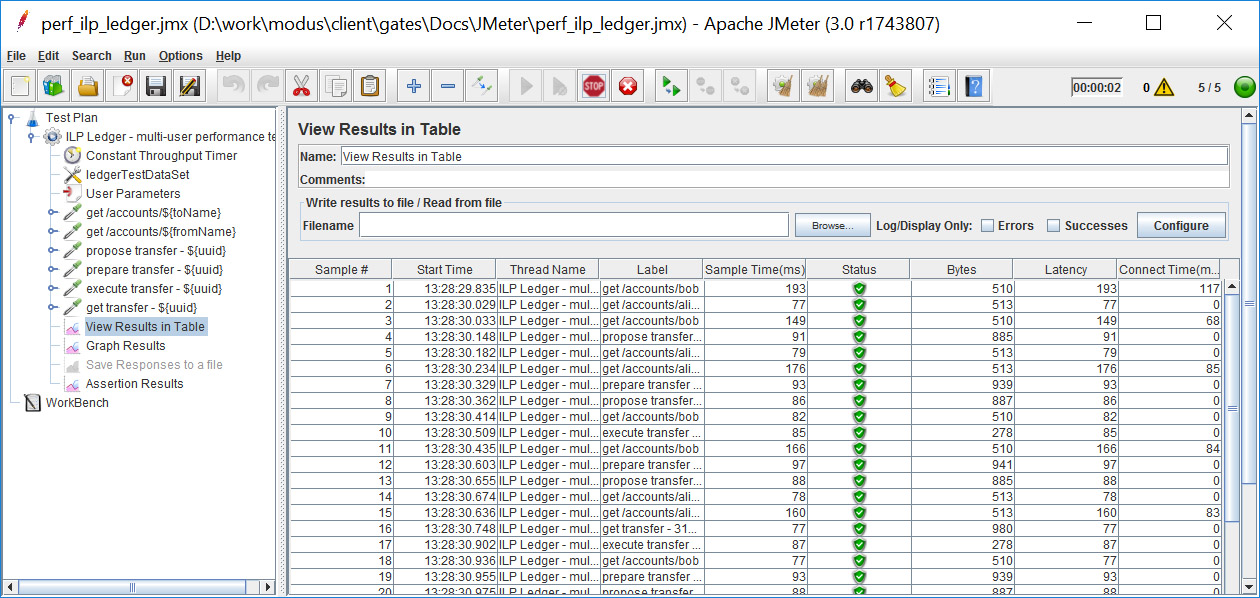 perf_ilp_ledger.jmx (D:\work\modus\client\gates\Docs\JMeter\perf_ilp_ledger.jmx) - Apache JMeter (3.0 r1743807)
File Edit Search Run Options Help
STOP 00:00:02 0 5 / 5
Test Plan
ILP Ledger - multi-user performance te
Constant Throughput Timer
ledgerTestDataSet
User Parameters
get /accounts/${toName}
get /accounts/${fromName}
propose transfer - ${uuid}
prepare transfer - ${uuid}
execute transfer - ${uuid}
get transfer - ${uuid}
View Results in Table
Graph Results
Save Responses to a file
Assertion Results
WorkBench
View Results in Table
Name: View Results in Table
Comments:
Write results to file / Read from file
Filename Browse... Log/Display Only: Errors Successes Configure
Sample # Start Time Thread Name Label Sample Time(ms) Status Bytes Latency Connect Time(m...
1 13:28:29.835 ILP Ledger - mul... get /accounts/bob 193 510 193 117
2 13:28:30.029 ILP Ledger - mul... get /accounts/ali... 77 513 77 0
3 13:28:30.033 ILP Ledger - mul... get /accounts/bob 149 510 149 68
4 13:28:30.148 ILP Ledger - mul... propose transfer... 91 885 91 0
5 13:28:30.182 ILP Ledger - mul... get /accounts/ali... 79 513 79 0
6 13:28:30.234 ILP Ledger - mul... get /accounts/ali... 176 513 176 85
7 13:28:30.329 ILP Ledger - mul... prepare transfer ... 93 939 93 0
8 13:28:30.362 ILP Ledger - mul... propose transfer... 86 887 86 0
9 13:28:30.414 ILP Ledger - mul... get /accounts/bob 82 510 82 0
10 13:28:30.509 ILP Ledger - mul... execute transfer ... 85 278 85 0
11 13:28:30.435 ILP Ledger - mul... get /accounts/bob 166 510 166 84
12 13:28:30.603 ILP Ledger - mul... prepare transfer ... 97 941 97 0
13 13:28:30.655 ILP Ledger - mul... propose transfer... 88 885 88 0
14 13:28:30.674 ILP Ledger - mul... get /accounts/ali... 78 513 78 0
15 13:28:30.636 ILP Ledger - mul... get /accounts/ali... 160 513 160 83
16 13:28:30.748 ILP Ledger - mul... get transfer - 31... 77 980 77 0
17 13:28:30.902 ILP Ledger - mul... execute transfer ... 87 278 87 0
18 13:28:30.936 ILP Ledger - mul... get /accounts/bob 77 510 77 0
19 13:28:30.955 ILP Ledger - mul... prepare transfer ... 93 939 93 0
20 13:28:30.975 ILP Ledger - mul... propose transfer... 88 887 88 0